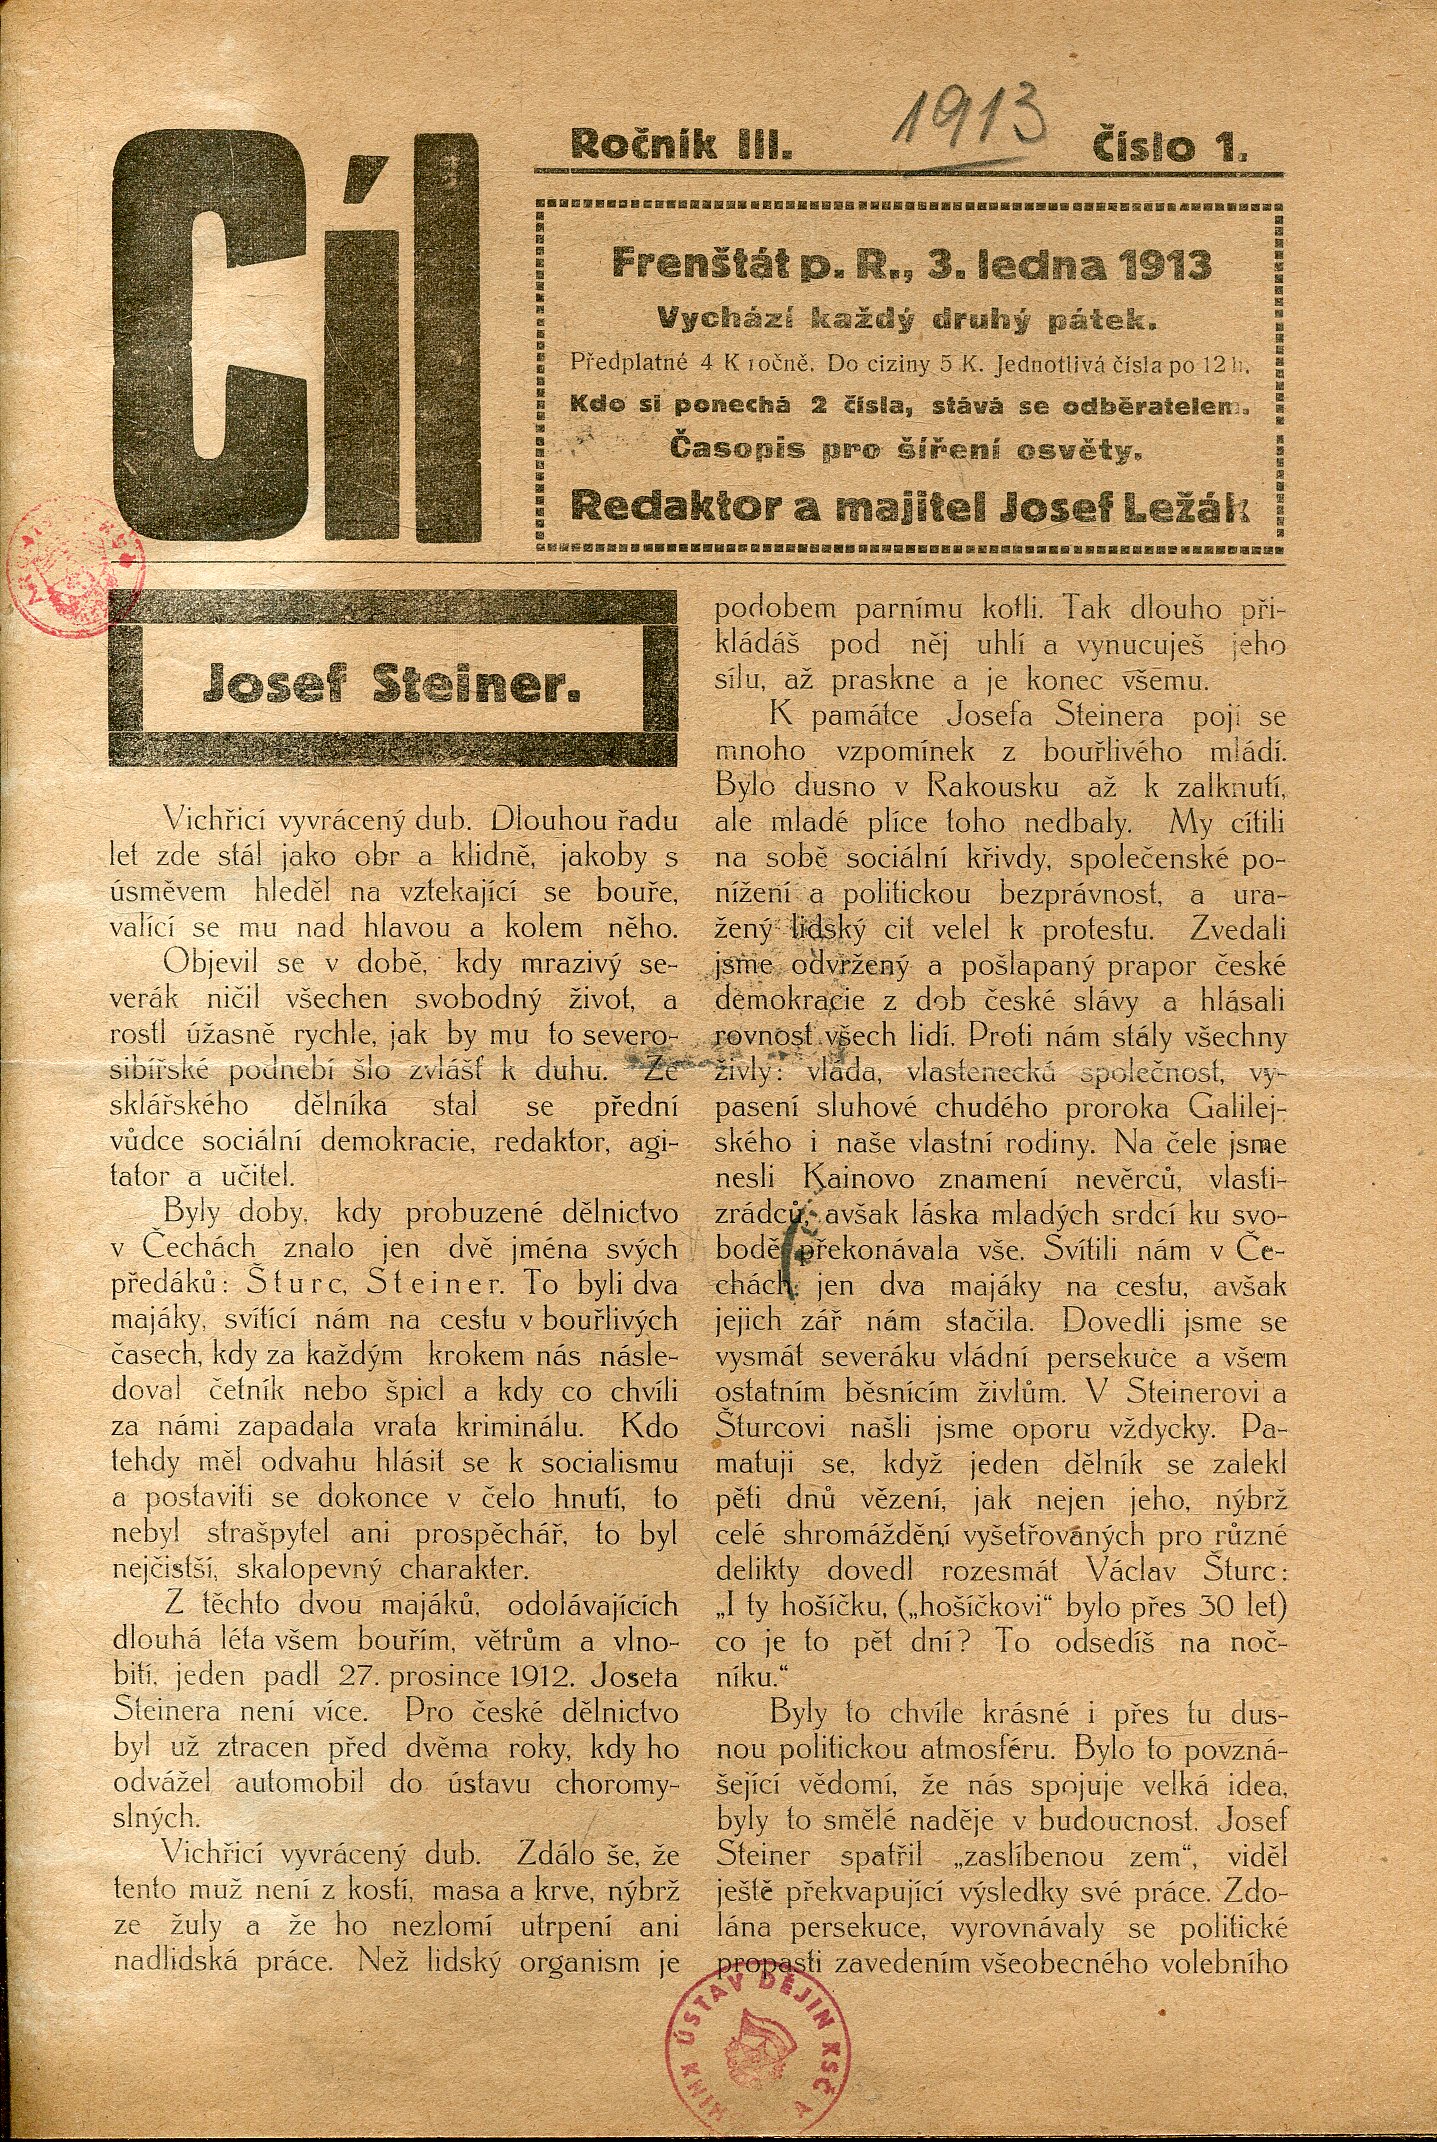 Cíl
Ročník III.
1913
Číslo 1.
Frenštát p. R., 3. ledna 1913
Vychází každý druhý pátek.
Předplatné 4 K ročně. Do ciziny 5 K. Jednotlivá čísla po 12 h.
Kdo si ponechá 2 čísla, stává se odběratelem.
Časopis pro šíření osvěty.
Redaktor a majitel Josef Ležák
Josef Steiner.
Vichřicí vyvrácený dub. Dlouhou řadu
let zde stál jako obr a klidně, jakoby s
úsměvem hleděl na vztekající se bouře,
valící se mu nad hlavou a kolem něho.
Objevil se v době, kdy mrazivý se-
verák ničil všechen svobodný život, a
rostl úžasně rychle, jak by mu to severo-
sibířské podnebí šlo zvlášť k duhu. Ze
sklářského dělníka stal se přední
vůdce sociální demokracie, redaktor, agi-
tator a učitel.
Byly doby, kdy probuzené dělnictvo
v Čechách znalo jen dvě jména svých
předáků: Šturc, Steiner. To byli dva
majáky, svítící nám na cestu v bouřlivých
časech, kdy za každým krokem nás násle-
doval četník nebo špicl a kdy co chvíli
za námi zapadala vrata kriminálu. Kdo
tehdy měl odvahu hlásit se k socialismu
a postaviti se dokonce v čelo hnutí, to
nebyl strašpytel ani prospěchář, to byl
nejčistší, skalopevný charakter.
Z těchto dvou majáků, odolávajících
dlouhá léta všem bouřím, větrům a vlno-
bití, jeden padl 27. prosince 1912. Josefa
Steinera není více. Pro české dělnictvo
byl už ztracen před dvěma roky, kdy ho
odvážel automobil do ústavu choromy-
slných.
Vichřicí vyvrácený dub. Zdálo še, že
tento muž není z kostí, masa a krve, nýbrž
ze žuly a že ho nezlomí utrpení ani
nadlidská práce. Než lidský organism je
podobem parnímu kotli. Tak dlouho při-
kládáš pod něj uhlí a vynucuješ jeho
sílu, až praskne a je konec všemu.
K památce Josefa Steinera pojí se
mnoho vzpomínek z bouřlivého mládí.
Bylo dusno v Rakousku až k zalknutí,
ale mladé plíce toho nedbaly. My cítili
na sobě sociální křivdy, společenské po-
nížení a politickou bezprávnost, a ura-
žený lidský cit velel k protestu. Zvedali
jsme odvržený a pošlapaný prapor české
demokracie z dob české slávy a hlásali
rovnost všech lidí. Proti nám stály všechny
živly: vláda, vlastenecká společnost, vy-
pasení sluhové chudého proroka Galilej-
ského i naše vlastní rodiny. Na čele jsme
nesli Kainovo znamení nevěrců, vlasti-
zrádců, avšak láska mladých srdcí ku svo-
bodě překonávala vše. Svítili nám v Če-
chách jen dva majáky na cestu, avšak
jejich zář nám stačila. Dovedli jsme se
vysmát severáku vládní persekuce a všem
ostatním běsnícím živlům. V Steinerovi a
Šturcovi našli jsme oporu vždycky. Pa-
matuji se, když jeden dělník se zalekl
pěti dnů vězení, jak nejen jeho, nýbrž
celé shromáždění vyšetřovaných pro různé
delikty dovedl rozesmát Václav Šturc:
„I ty hošíčku, („hošíčkovi“ bylo přes 30 let)
co je to pět dní? To odsedíš na noč-
níku.“
Byly to chvíle krásné i přes tu dus-
nou politickou atmosféru. Bylo to povzná-
šející vědomí, že nás spojuje velká idea,
byly to smělé naděje v budoucnost. Josef
Steiner spatřil „zaslíbenou zem“, viděl
ještě překvapující výsledky své práce. Zdo-
lána persekuce, vyrovnávaly se politické
propasti zavedením všeobecného volebního
KNIH ÚSTAV DĚJIN KSČ